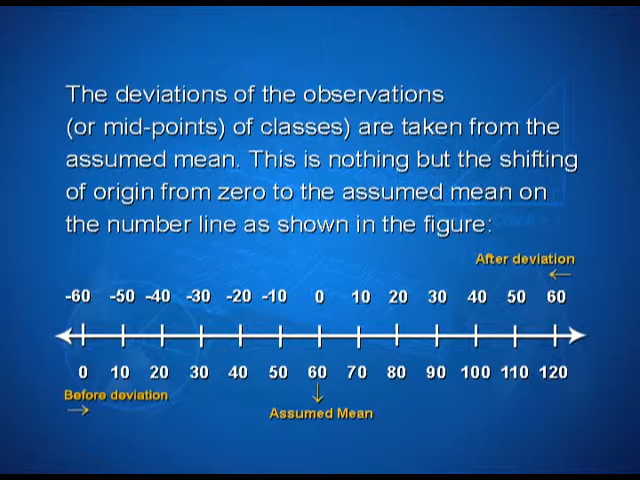 The deviations of the observations
(or mid-points) of classes) are taken from the
assumed mean. This is nothing but the shifting
of origin from zero to the assumed mean on
the number line as shown in the figure:
After deviation
←
-60 -50 -40 -30 -20 -10 0 10 20 30 40 50 60
0 10 20 30 40 50 60 70 80 90 100 110 120
Before deviation
→
↓
Assumed Mean